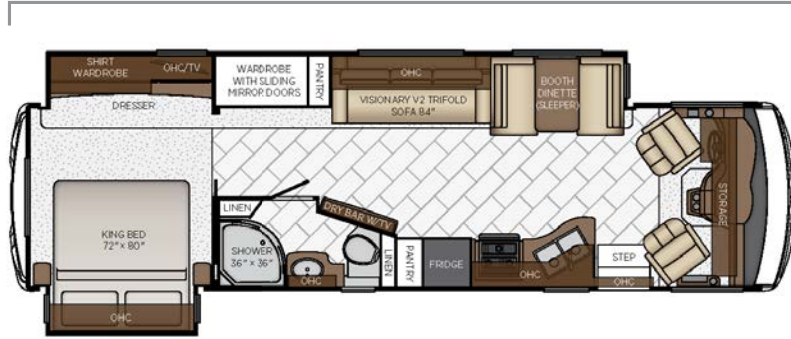 SHIRT
WARDROBE
OHC/TV
WARDROBE
WITH SLIDING
MIRROR DOORS
PANTRY
OHC
VISIONARY V2 TRIFOLD
SOFA 84"
BOOTH
DINETTE
(SLEEPER)
DRESSER
STORAGE
KING BED
72" x 80"
OHC
LINEN
DRY BAR W/TV
SHOWER
36" x 36"
OHC
LINEN
PANTRY
FRIDGE
OHC
STEP
OHC